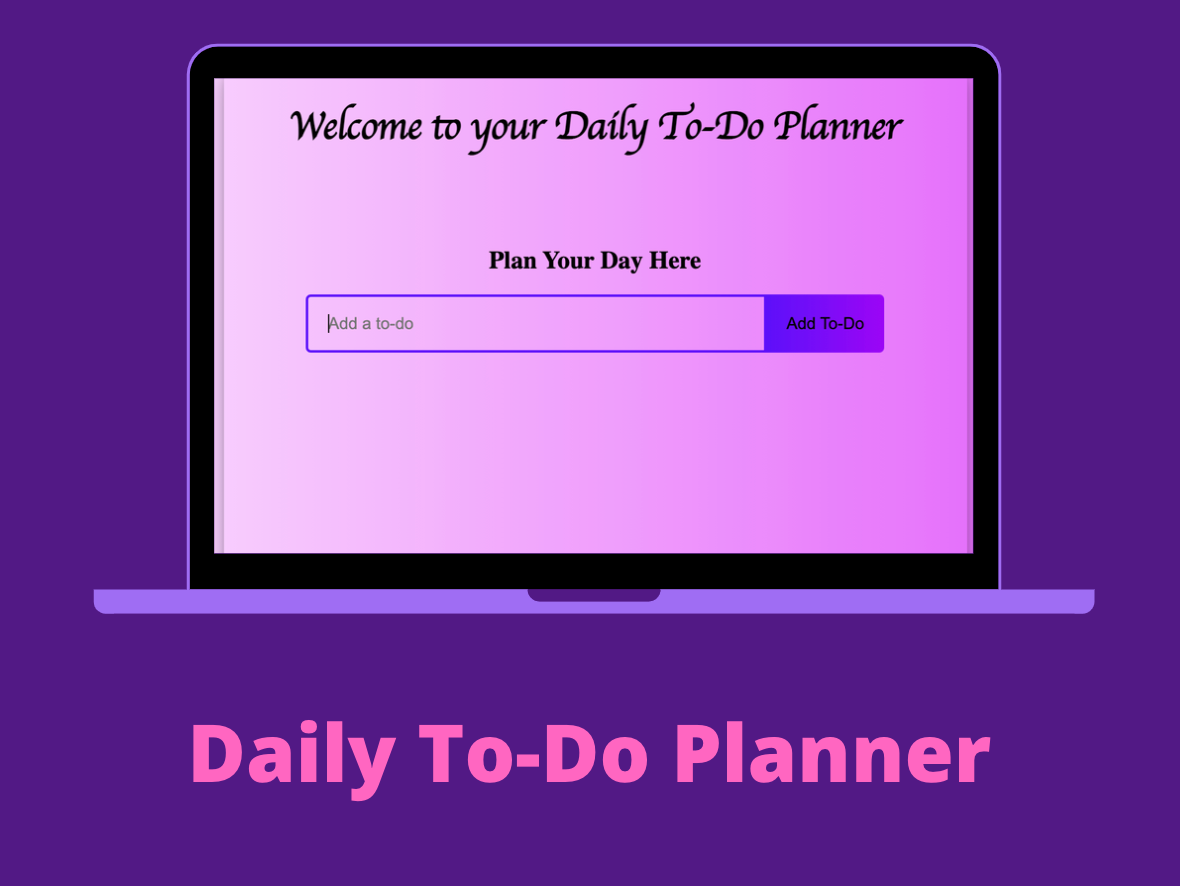 Welcome to your Daily To-Do Planner
Plan Your Day Here
Add a to-do
Add To-Do
Daily To-Do Planner